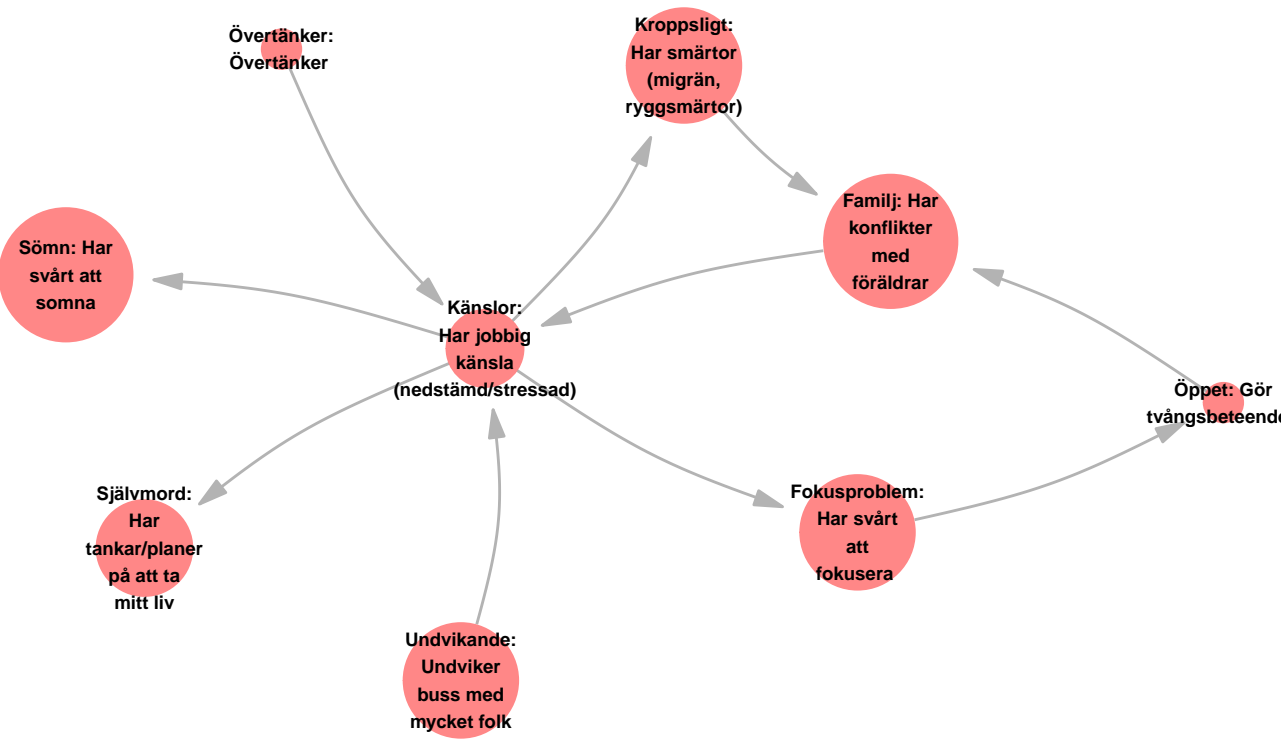 Övertänker:
Övertänker
Kroppsligt:
Har smärtor
(migrän,
ryggsmärtor)
Familj: Har
konflikter
med
föräldrar
Sömn: Har
svårt att
somna
Känslor:
Har jobbig
känsla
(nedstämd/stressad)
Öppet: Gör
tvångsbeteende
Självmord:
Har
tankar/planer
på att ta
mitt liv
Fokusproblem:
Har svårt
att
fokusera
Undvikande:
Undviker
buss med
mycket folk